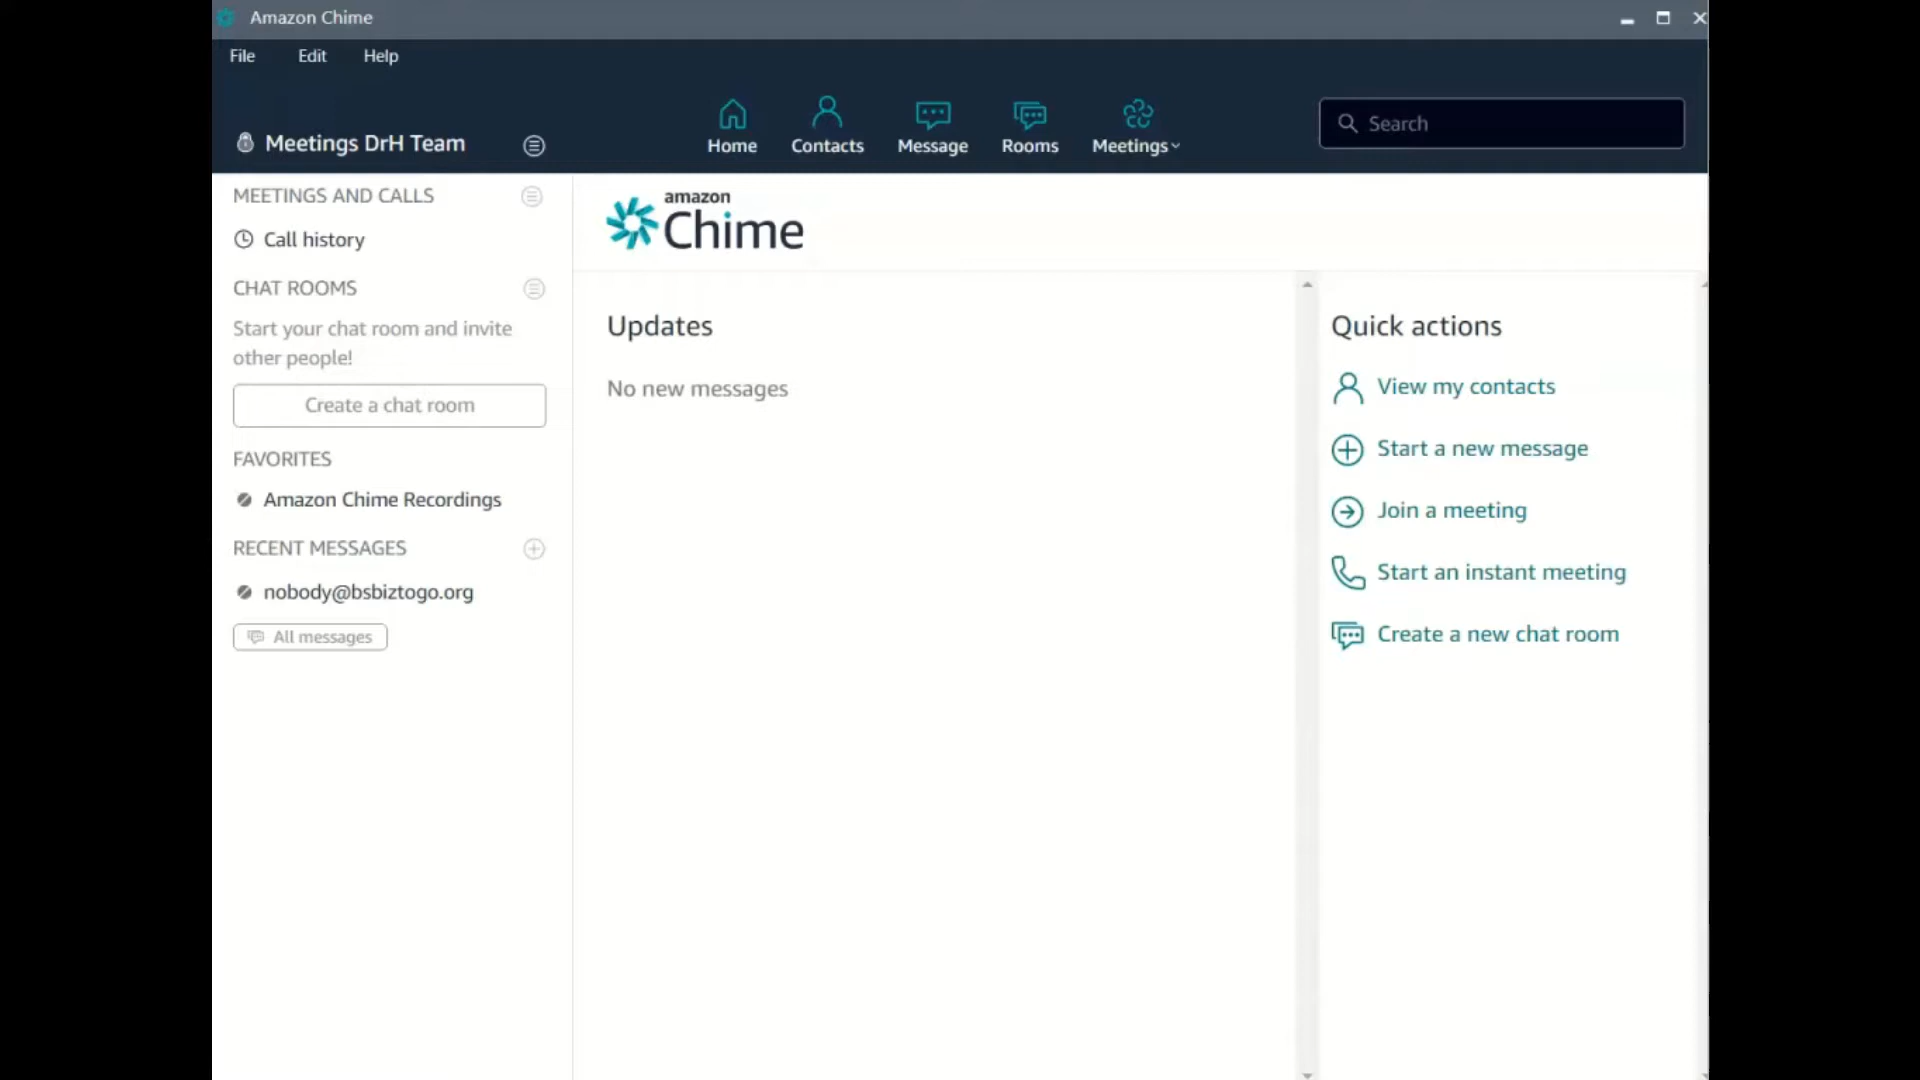 Amazon Chime
File Edit Help
Meetings DrH Team
Home Contacts Message Rooms Meetings
Search
MEETINGS AND CALLS
Call history
CHAT ROOMS
Start your chat room and invite
other people!
Create a chat room
FAVORITES
Amazon Chime Recordings
RECENT MESSAGES
nobody@bsbiztogo.org
All messages
amazon
Chime
Updates
No new messages
Quick actions
View my contacts
Start a new message
Join a meeting
Start an instant meeting
Create a new chat room